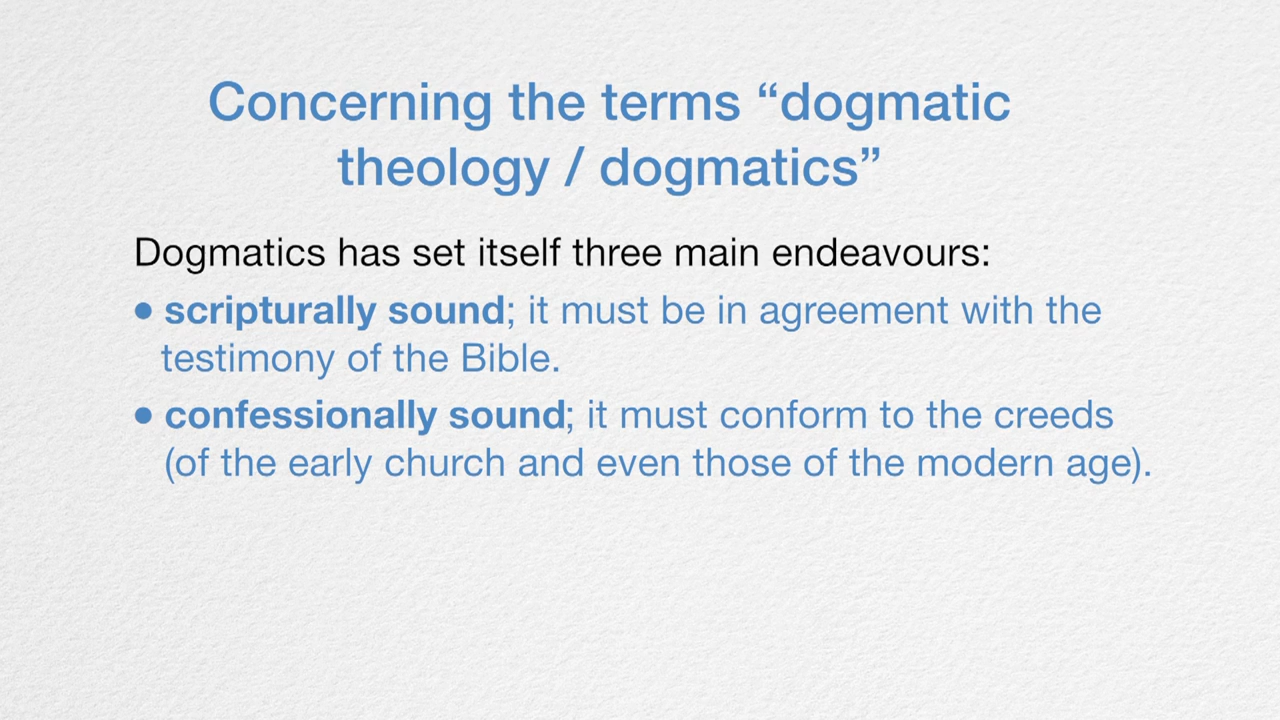 Concerning the terms “dogmatic
theology / dogmatics”
Dogmatics has set itself three main endeavours:
• scripturally sound; it must be in agreement with the
testimony of the Bible.
• confessionally sound; it must conform to the creeds
(of the early church and even those of the modern age).